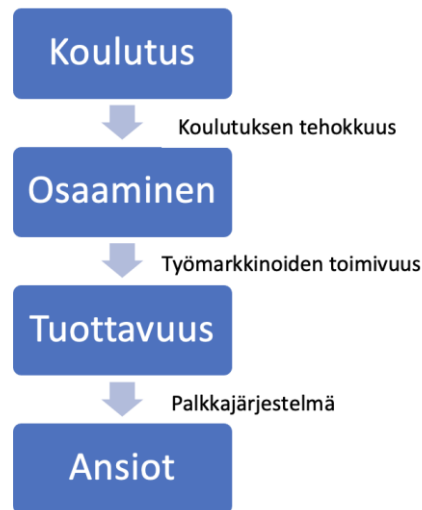 Koulutus
Koulutuksen tehokkuus
Osaaminen
Työmarkkinoiden toimivuus
Tuottavuus
Palkkajärjestelmä
Ansiot